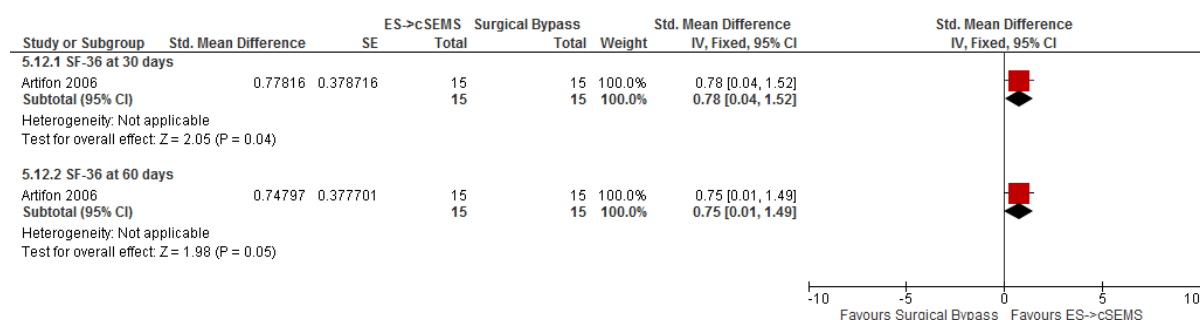 ES->cSEMS Surgical Bypass Std. Mean Difference Std. Mean Difference
Study or Subgroup Std. Mean Difference SE Total Total Weight IV, Fixed, 95% CI IV, Fixed, 95% CI
5.12.1 SF-36 at 30 days
Artifon 2006 0.77816 0.378716 15 15 100.0% 0.78 [0.04, 1.52]
Subtotal (95% CI) 15 15 100.0% 0.78 [0.04, 1.52]
Heterogeneity: Not applicable
Test for overall effect: Z = 2.05 (P = 0.04)
5.12.2 SF-36 at 60 days
Artifon 2006 0.74797 0.377701 15 15 100.0% 0.75 [0.01, 1.49]
Subtotal (95% CI) 15 15 100.0% 0.75 [0.01, 1.49]
Heterogeneity: Not applicable
Test for overall effect: Z = 1.98 (P = 0.05)
-10 -5 0 5 10
Favours Surgical Bypass Favours ES->cSEMS